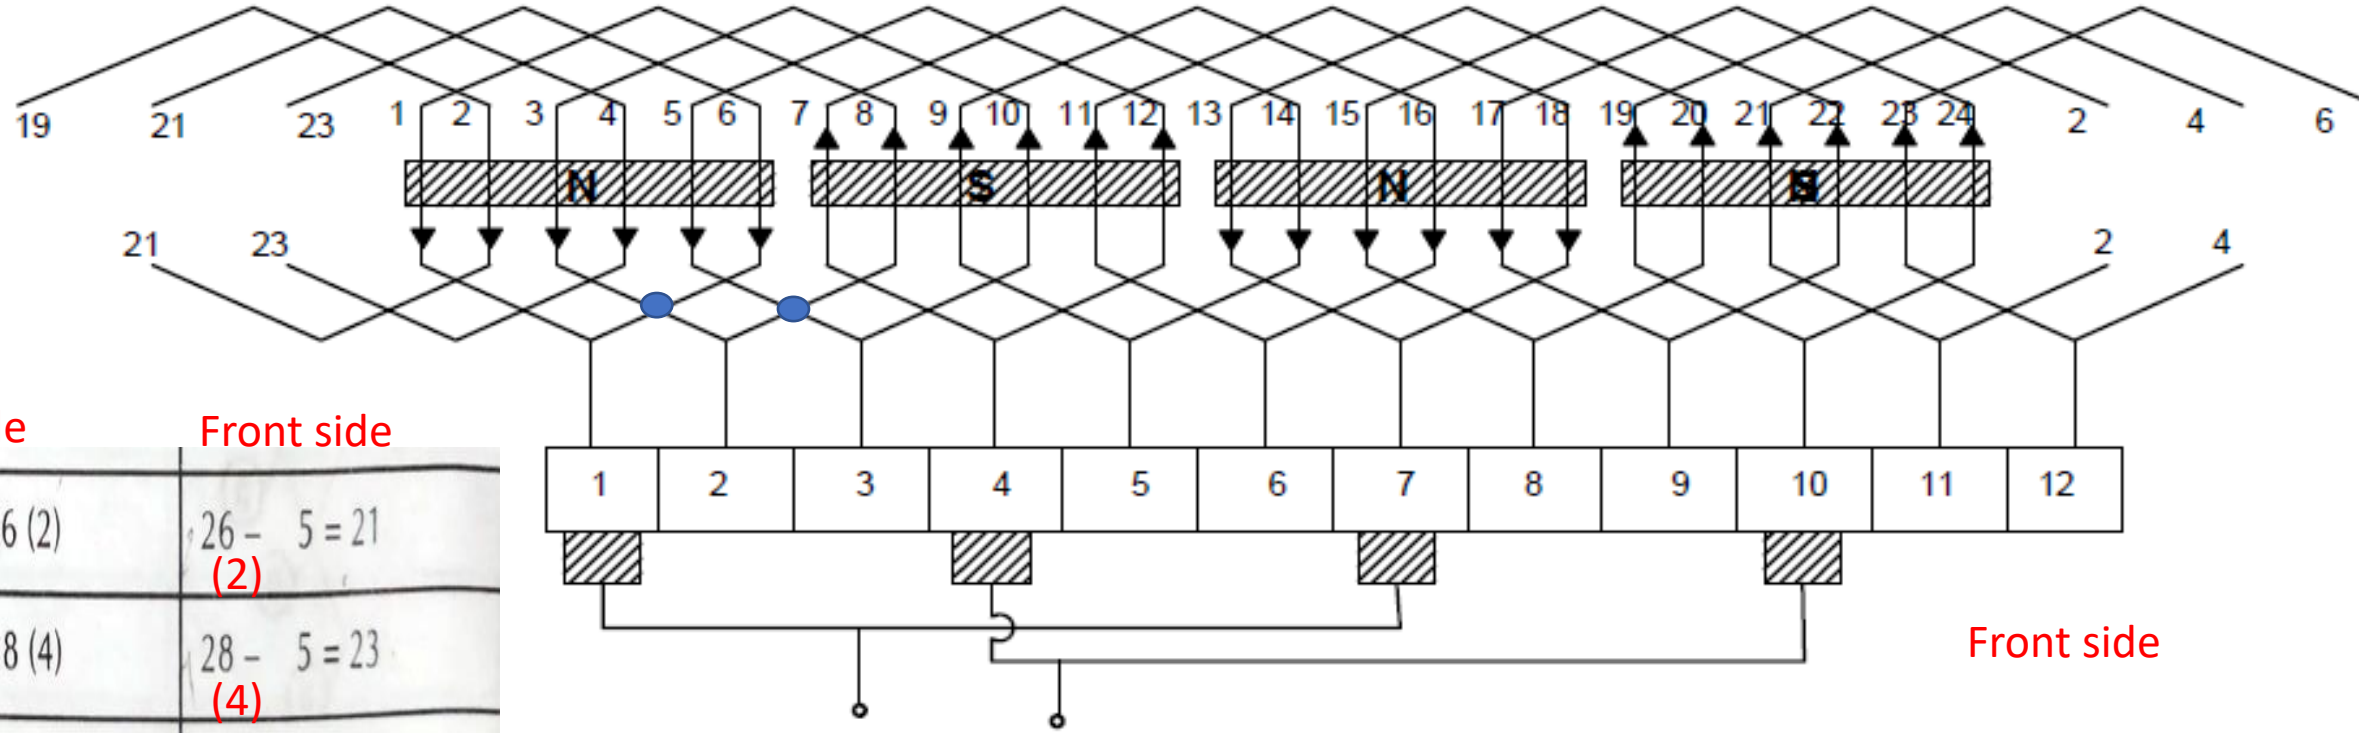 19 21 23 1 2 3 4 5 6 7 8 9 10 11 12 13 14 15 16 17 18 19 20 21 22 23 24 2 4 6
N S N
21 23 2 4
e Front side
1 2 3 4 5 6 7 8 9 10 11 12
6 (2) 26 - 5 = 21
(2)
8 (4) 28 - 5 = 23
(4)
Front side